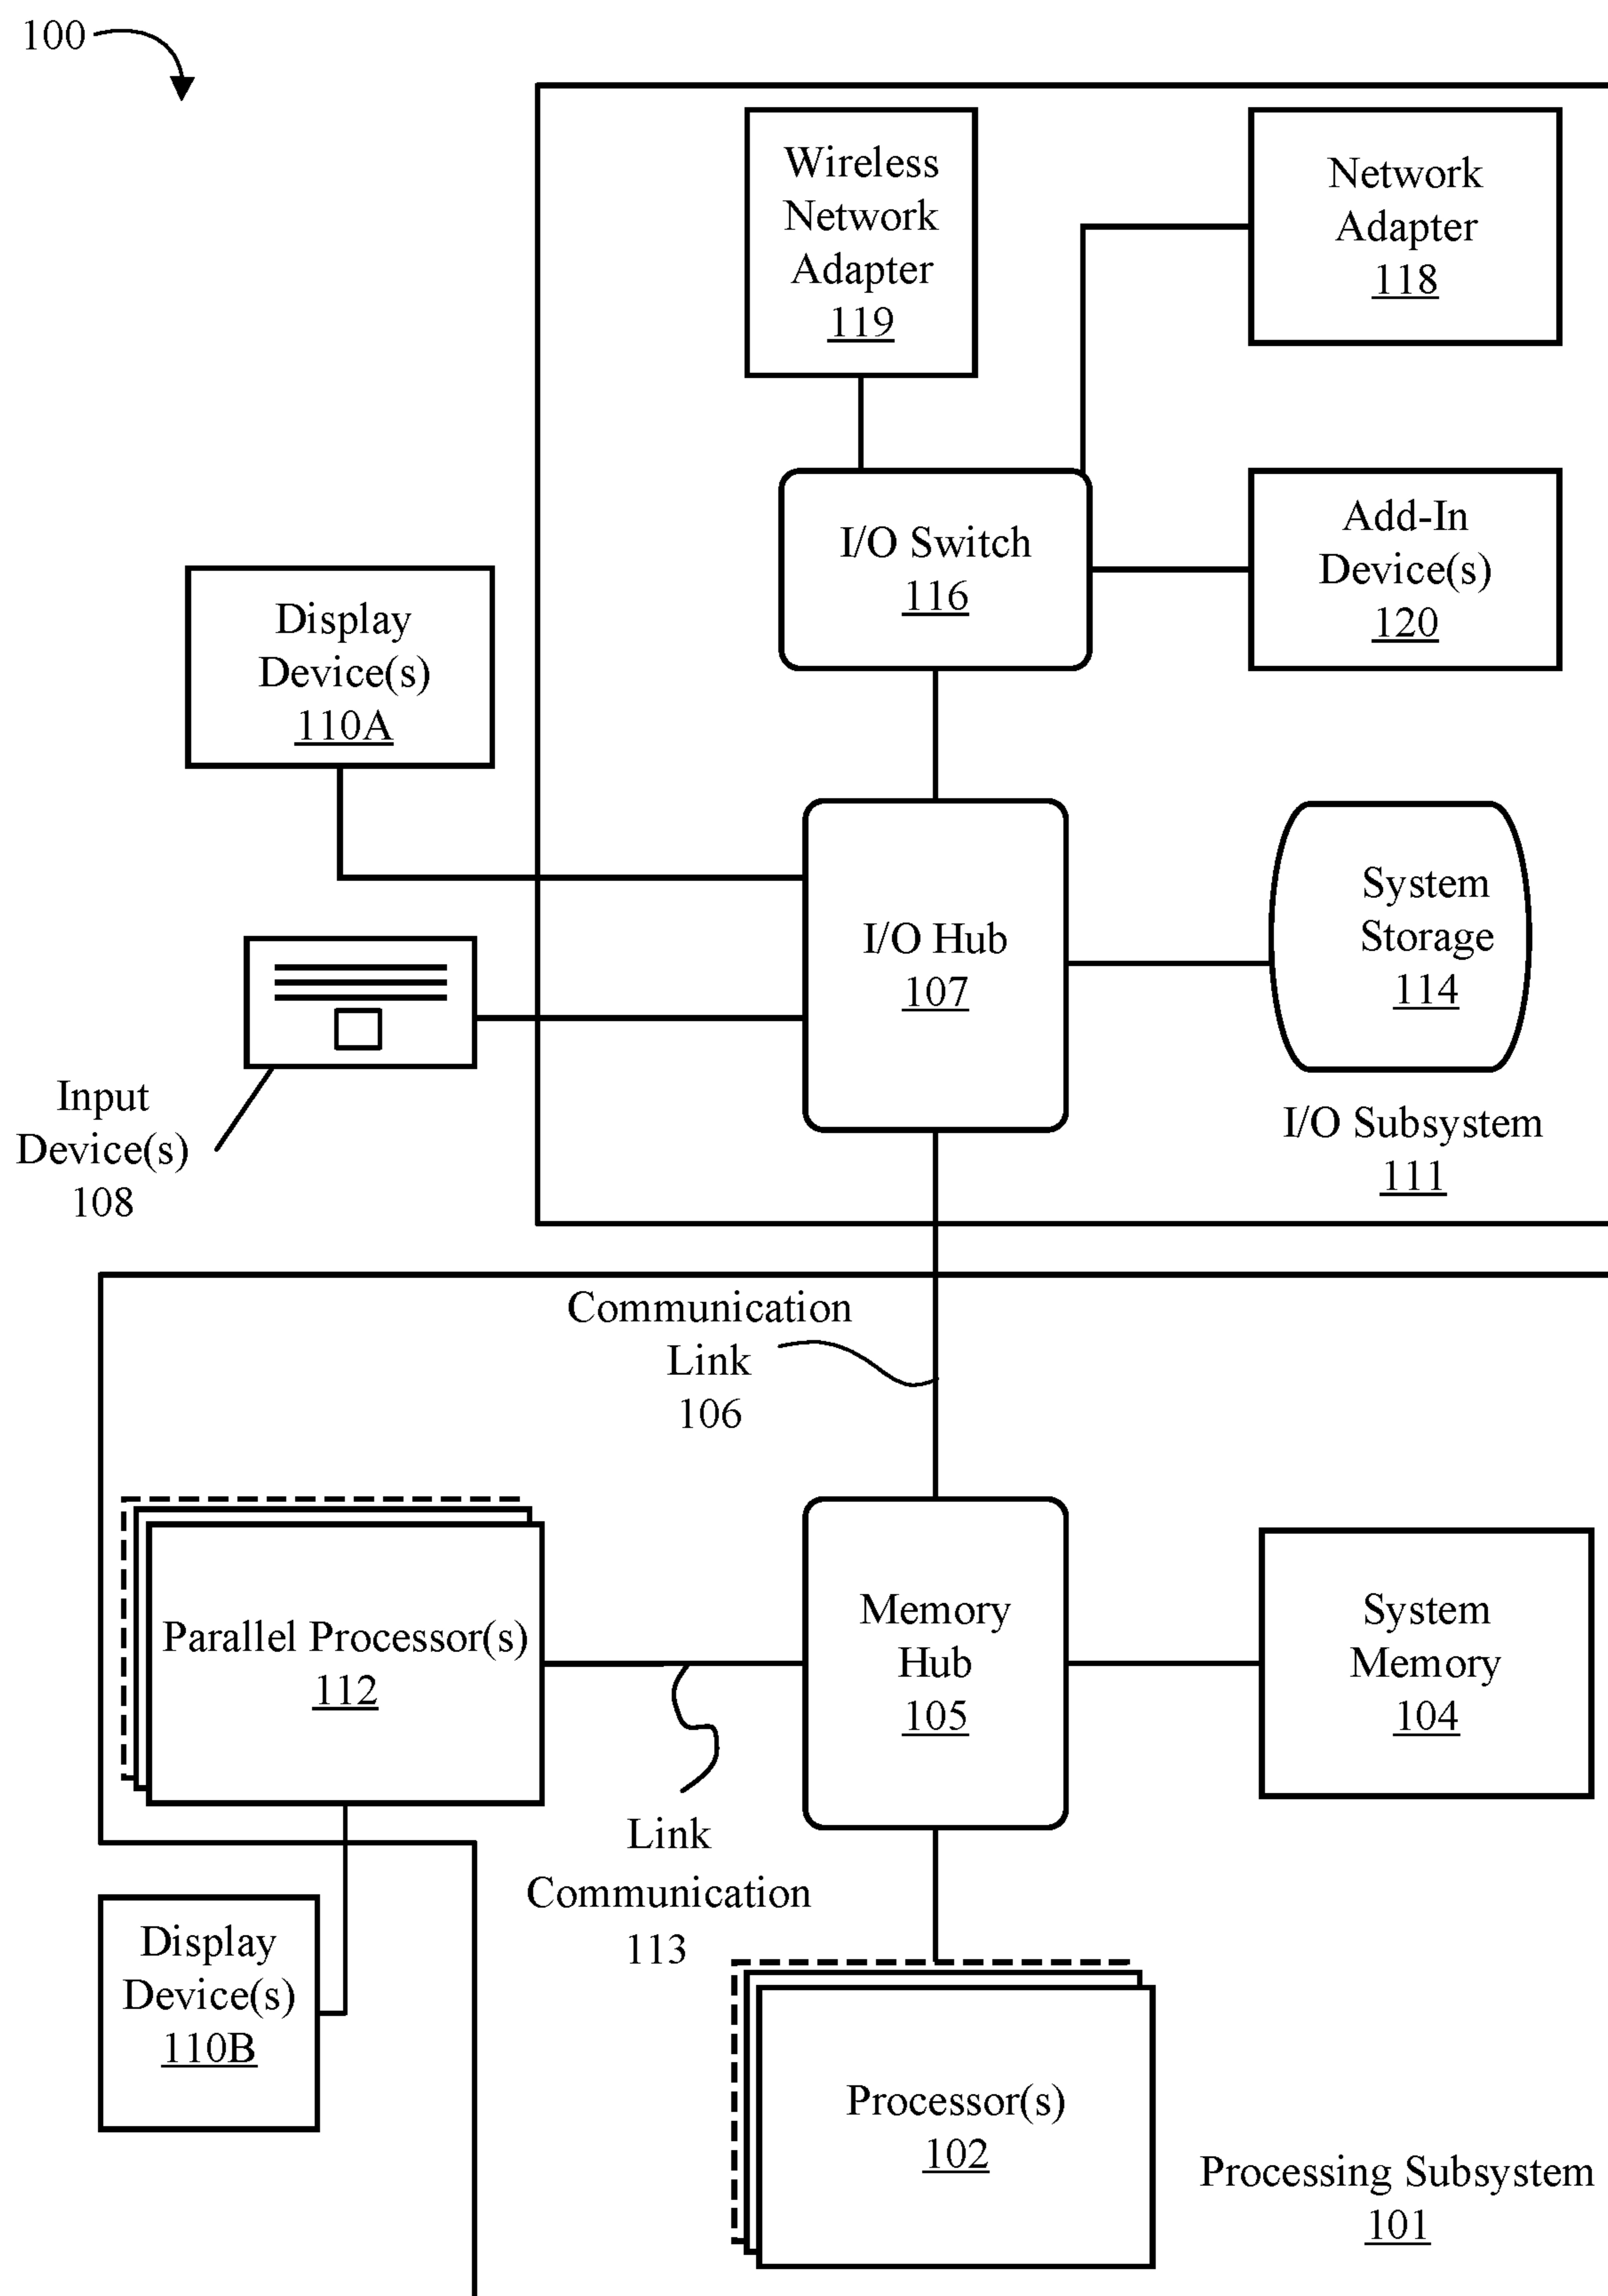 100
Wireless
Network
Adapter
119
Network
Adapter
118
I/O Switch
116
Add-In
Device(s)
120
Display
Device(s)
110A
I/O Hub
107
System
Storage
114
Input
Device(s)
108
I/O Subsystem
111
Communication
Link
106
Parallel Processor(s)
112
Memory
Hub
105
System
Memory
104
Link
Communication
113
Display
Device(s)
110B
Processor(s)
102
Processing Subsystem
101